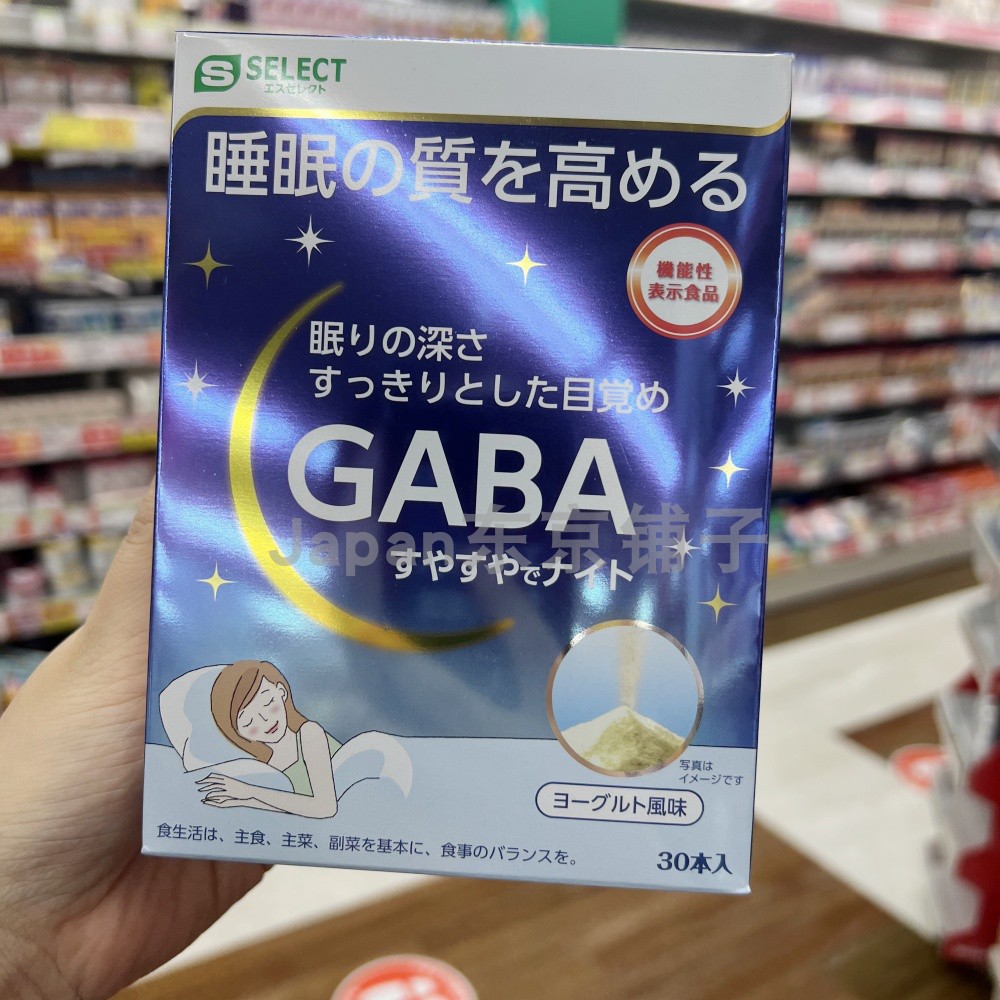 S SELECT
エスセレクト
睡眠の質を高める
機能性
表示食品
眠りの深さ
すっきりとした目覚め
GABA
Japan东京铺子
すやすやでナイト
写真は
イメージです
ヨーグルト風味
食生活は、主食、主菜、副菜を基本に、食事のバランスを。
30本入